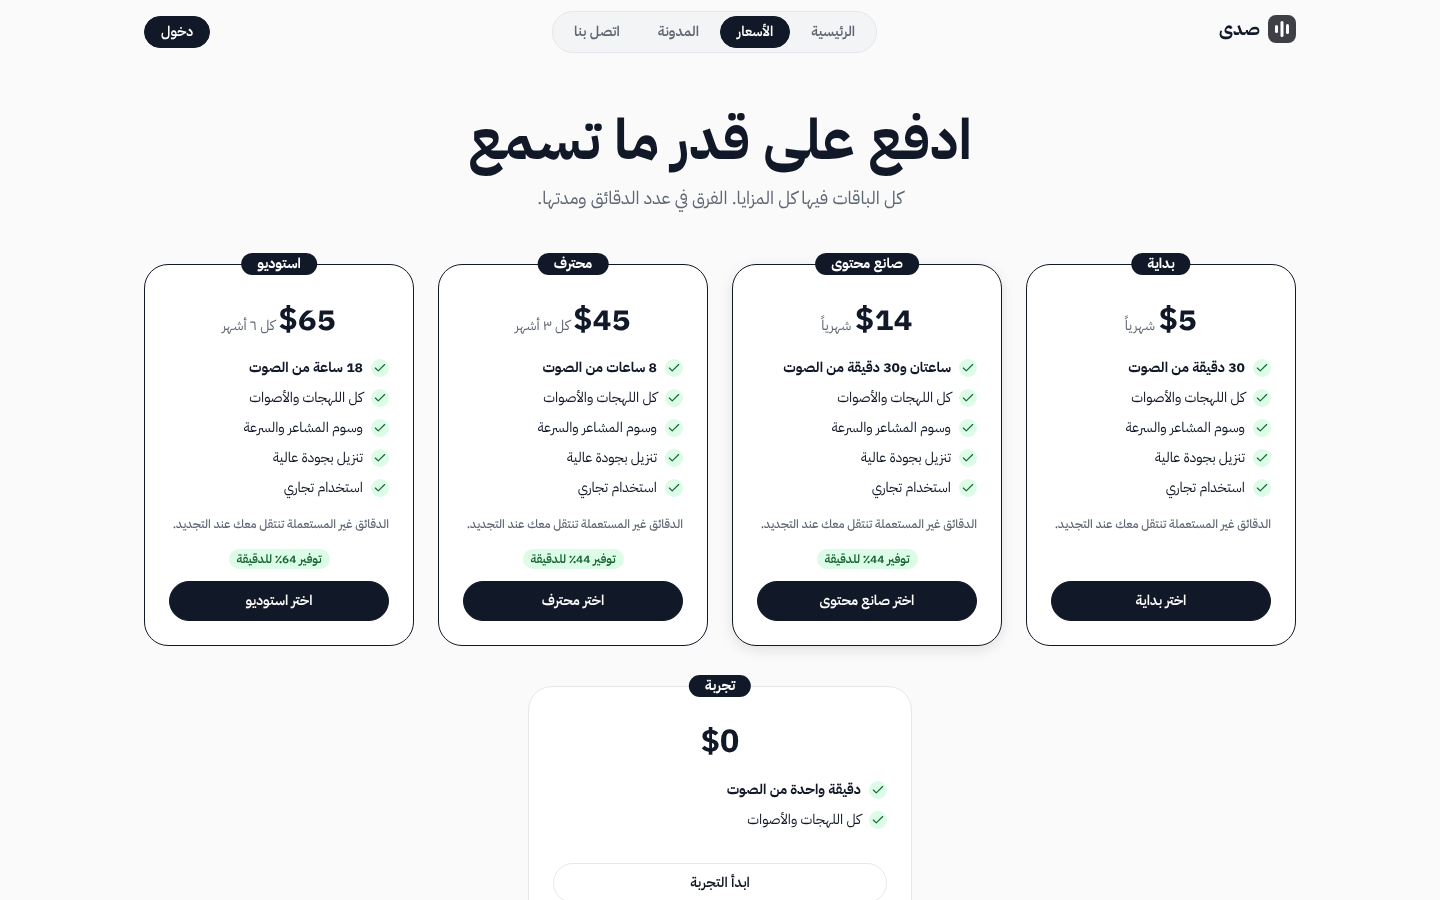 صدى
الرئيسية
الأسعار
المدونة
اتصل بنا
دخول
ادفع على قدر ما تسمع
كل الباقات فيها كل المزايا. الفرق في عدد الدقائق ومدتها.
بداية
$5 شهرياً
30 دقيقة من الصوت
كل اللهجات والأصوات
وسوم المشاعر والسرعة
تنزيل بجودة عالية
استخدام تجاري
الدقائق غير المستعملة تنتقل معك عند التجديد.
اختر بداية
صانع محتوى
$14 شهرياً
ساعتان و30 دقيقة من الصوت
كل اللهجات والأصوات
وسوم المشاعر والسرعة
تنزيل بجودة عالية
استخدام تجاري
الدقائق غير المستعملة تنتقل معك عند التجديد.
توفير 44٪ للدقيقة
اختر صانع محتوى
محترف
$45 كل ٣ أشهر
8 ساعات من الصوت
كل اللهجات والأصوات
وسوم المشاعر والسرعة
تنزيل بجودة عالية
استخدام تجاري
الدقائق غير المستعملة تنتقل معك عند التجديد.
توفير 44٪ للدقيقة
اختر محترف
استوديو
$65 كل ٦ أشهر
18 ساعة من الصوت
كل اللهجات والأصوات
وسوم المشاعر والسرعة
تنزيل بجودة عالية
استخدام تجاري
الدقائق غير المستعملة تنتقل معك عند التجديد.
توفير 64٪ للدقيقة
اختر استوديو
تجربة
$0
دقيقة واحدة من الصوت
كل اللهجات والأصوات
ابدأ التجربة